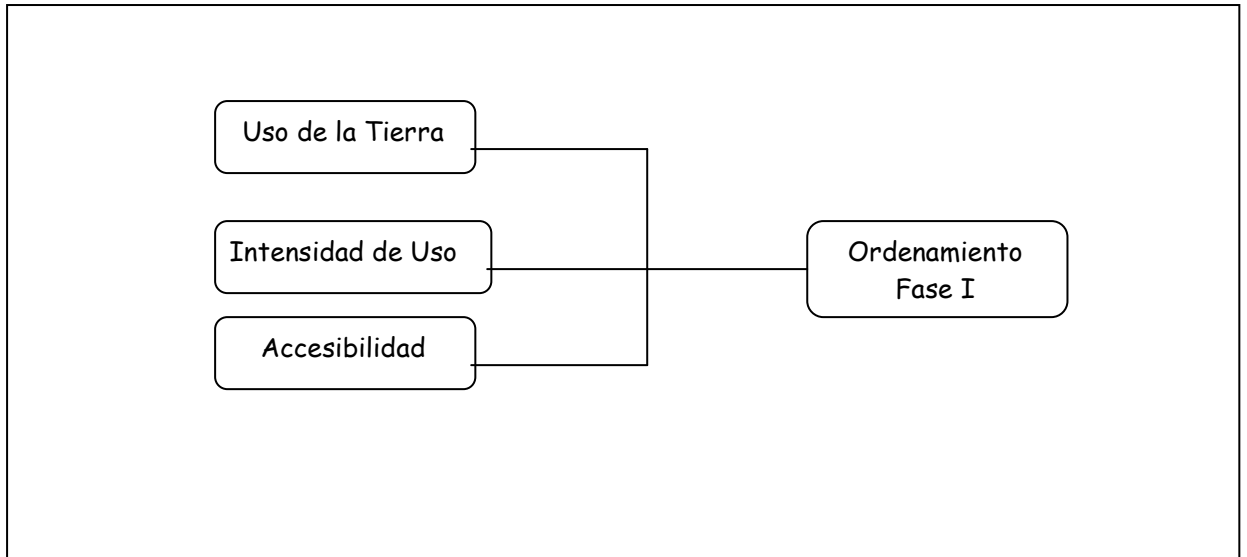 Uso de la Tierra
Intensidad de Uso
Accesibilidad
Ordenamiento
Fase I